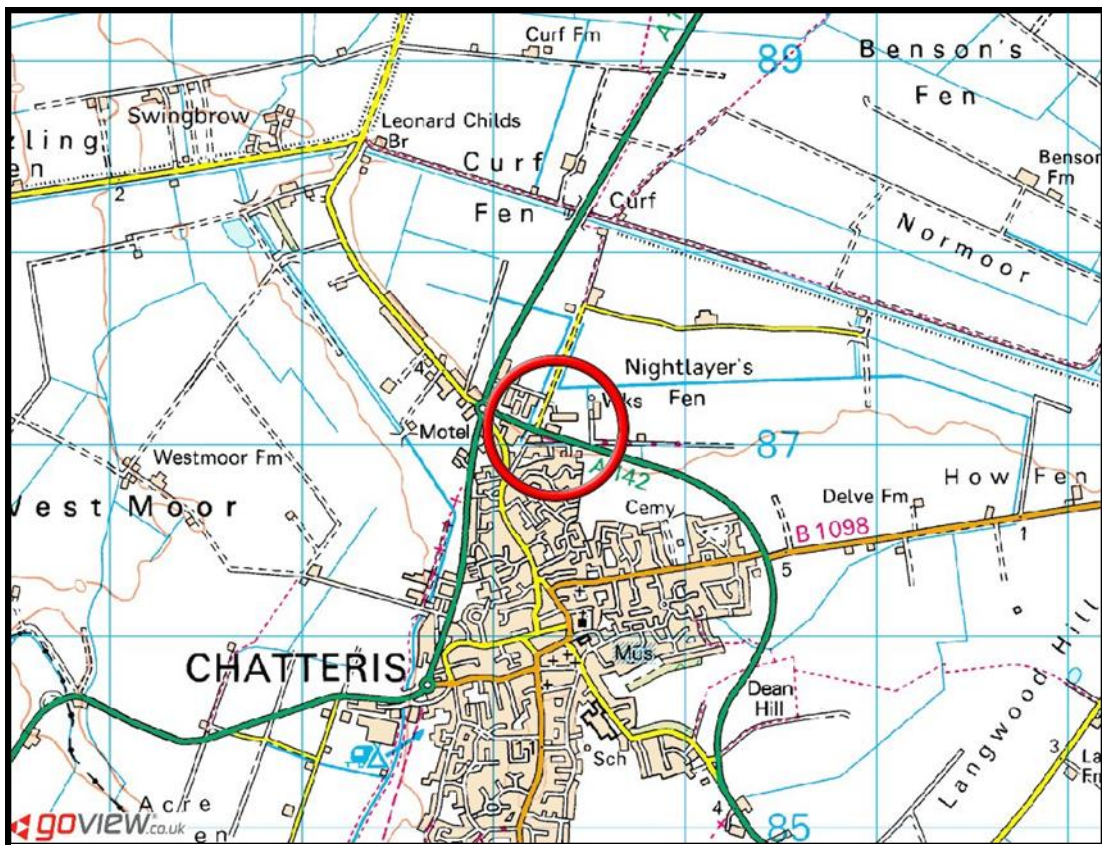 Curf Fm
89
Benson's
Fen
Swingbrow
Leonard Childs
Br
Curf
Fen
Curf
2
Benson
Fm
Normoor
4
Nightlayer's
Fen
Wks
Motel
87
A142
Westmoor Fm
West Moor
Cemy
Delve Fm
How Fen
B 1098
1
5
CHATTERIS
Mus
Dean
Hill
Langwood Hill
Sch
3
4
Acre
85
goview.co.uk